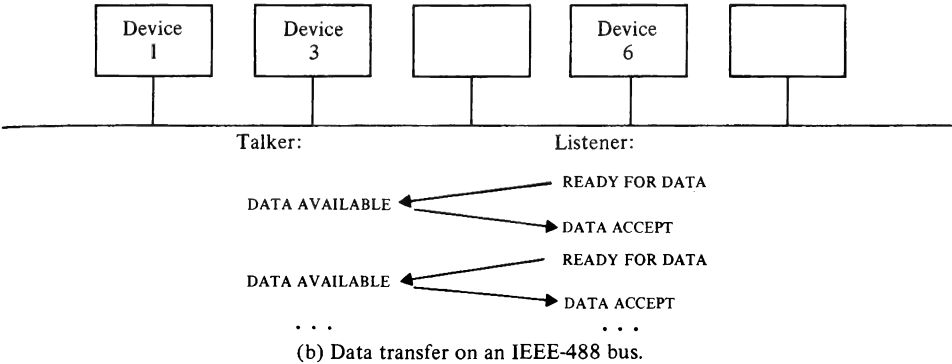 Device
1
Device
3
Device
6
Talker:
Listener:
READY FOR DATA
DATA AVAILABLE
DATA ACCEPT
READY FOR DATA
DATA AVAILABLE
DATA ACCEPT
. . .
. . .
(b) Data transfer on an IEEE-488 bus.